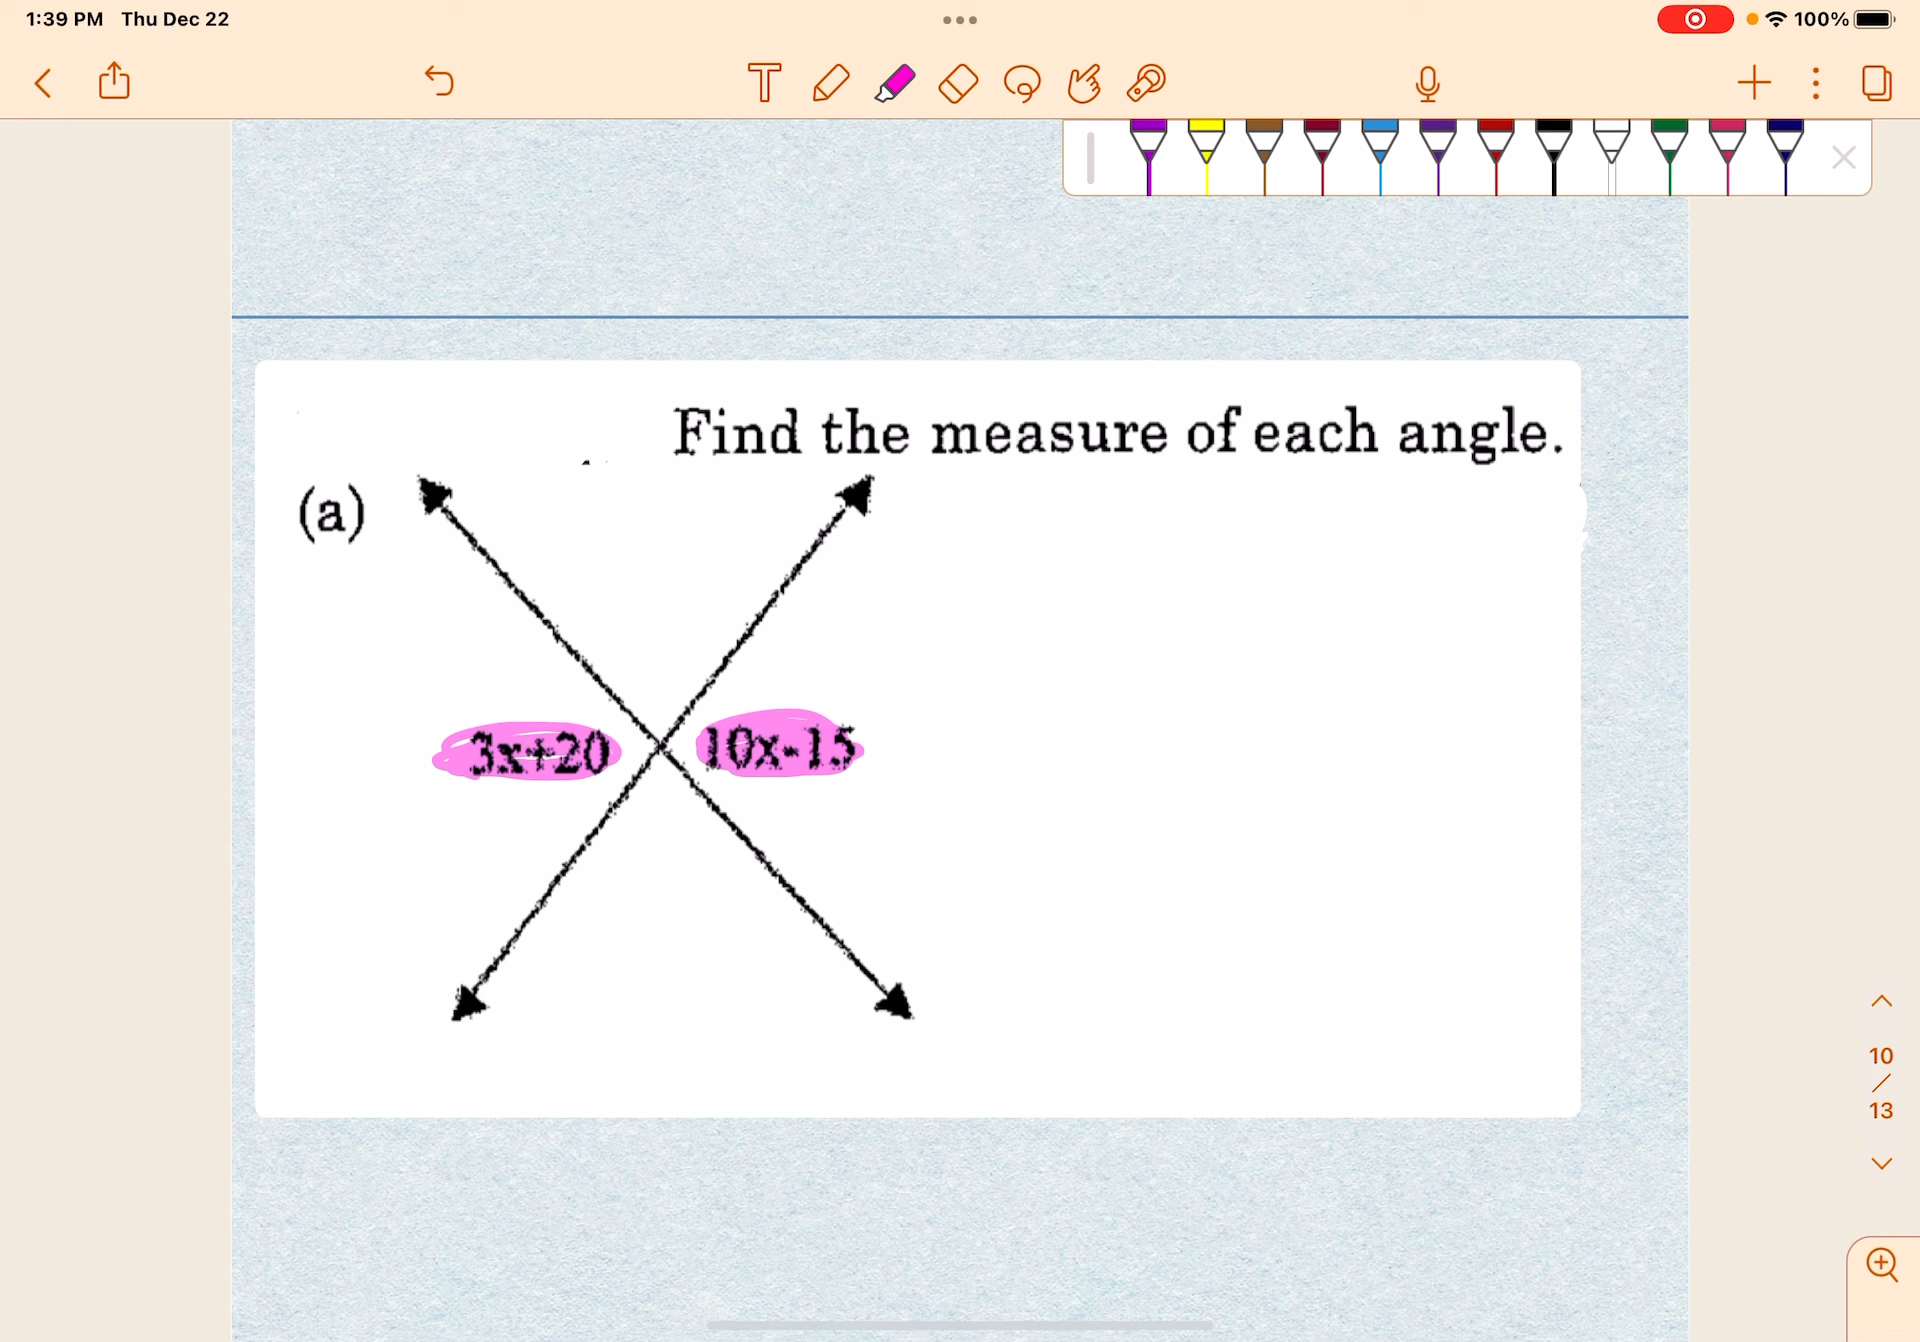 1:39 PM Thu Dec 22
100%
Find the measure of each angle.
(a)
3x+20
10x-15
10
/
13